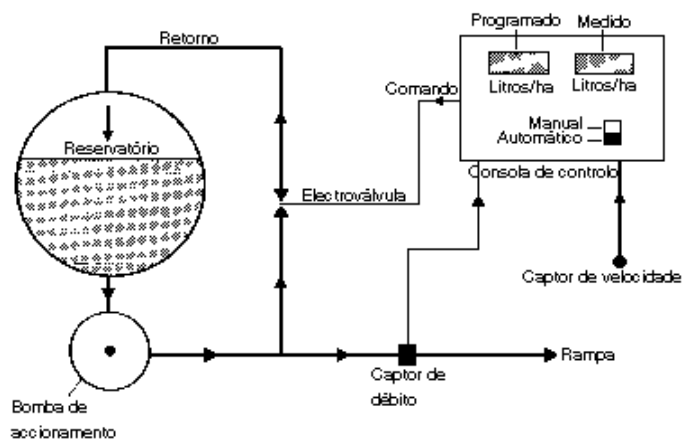 Programado Medido
Retorno
Litros/ha Litros/ha
Comando
Manual
Automático
Reservatório
Consola de controlo
Electroválvula
Captor de velocidade
Rampa
Captor de
débito
Bomba de
accionamento